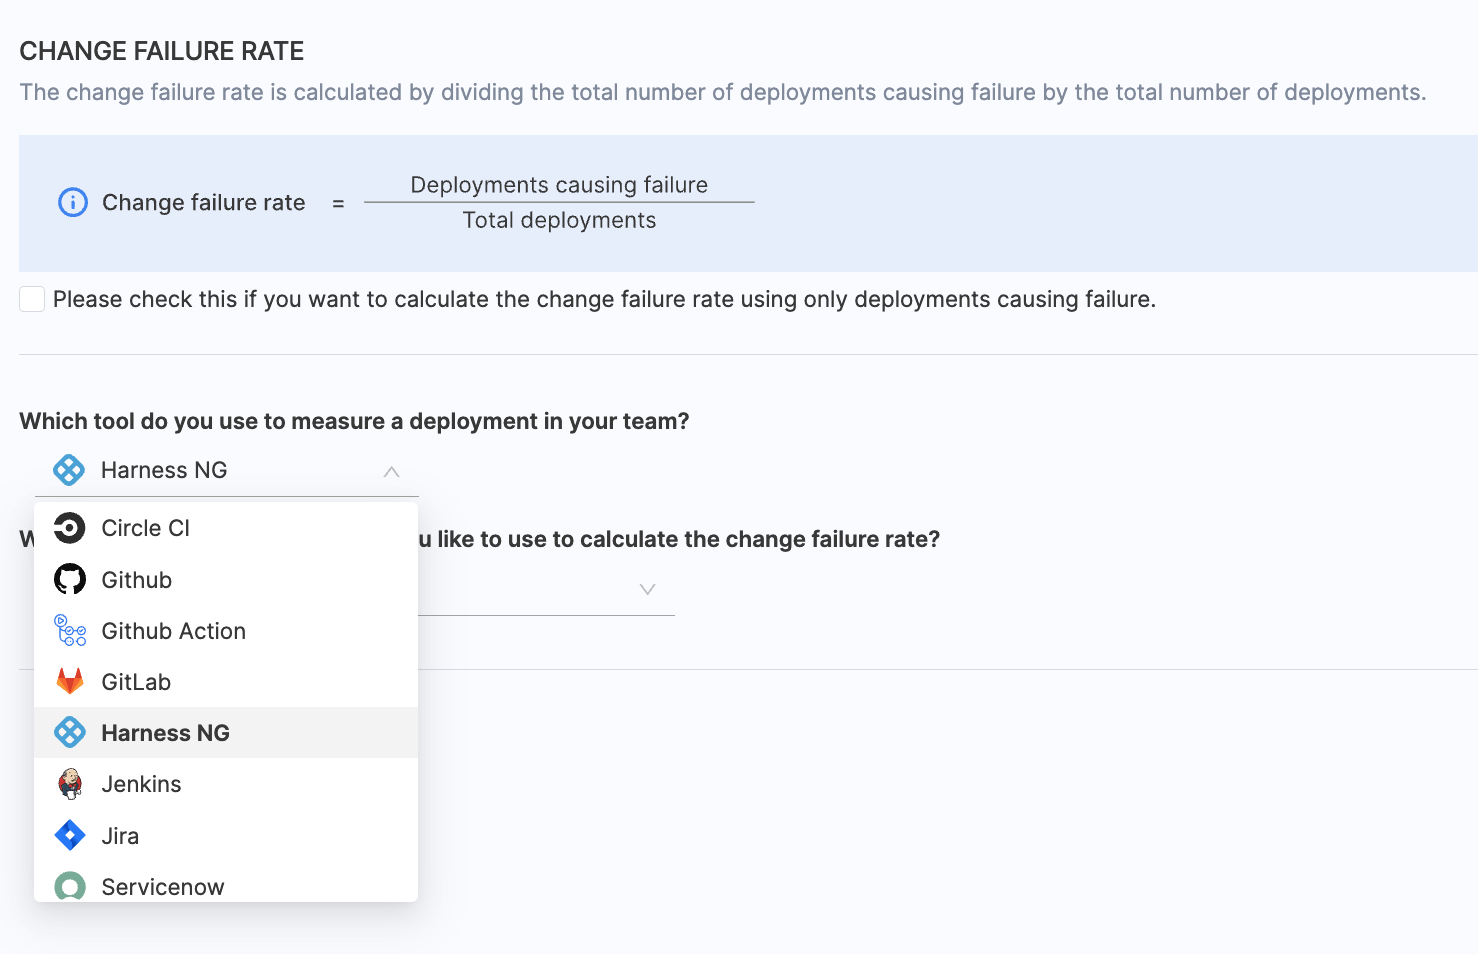 CHANGE FAILURE RATE
The change failure rate is calculated by dividing the total number of deployments causing failure by the total number of deployments.
Change failure rate = Deployments causing failure
Total deployments
Please check this if you want to calculate the change failure rate using only deployments causing failure.
Which tool do you use to measure a deployment in your team?
Harness NG
Circle CI
like to use to calculate the change failure rate?
Github
Github Action
GitLab
Harness NG
Jenkins
Jira
Servicenow